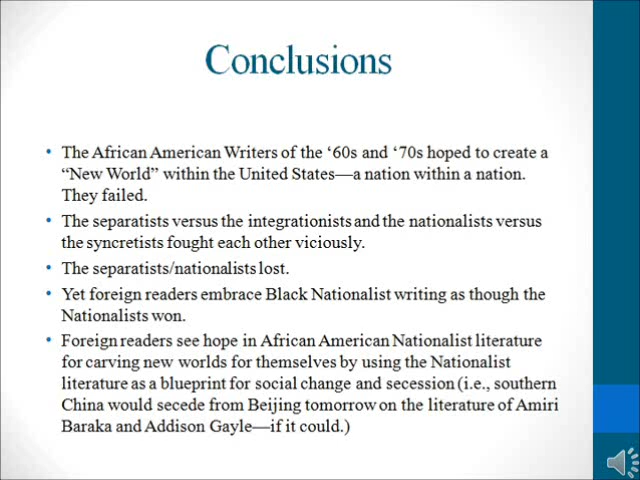 Conclusions
• The African American Writers of the ‘60s and ‘70s hoped to create a
“New World” within the United States—a nation within a nation.
They failed.
• The separatists versus the integrationists and the nationalists versus
the syncretists fought each other viciously.
• The separatists/nationalists lost.
• Yet foreign readers embrace Black Nationalist writing as though the
Nationalists won.
• Foreign readers see hope in African American Nationalist literature
for carving new worlds for themselves by using the Nationalist
literature as a blueprint for social change and secession (i.e., southern
China would secede from Beijing tomorrow on the literature of Amiri
Baraka and Addison Gayle—if it could.)